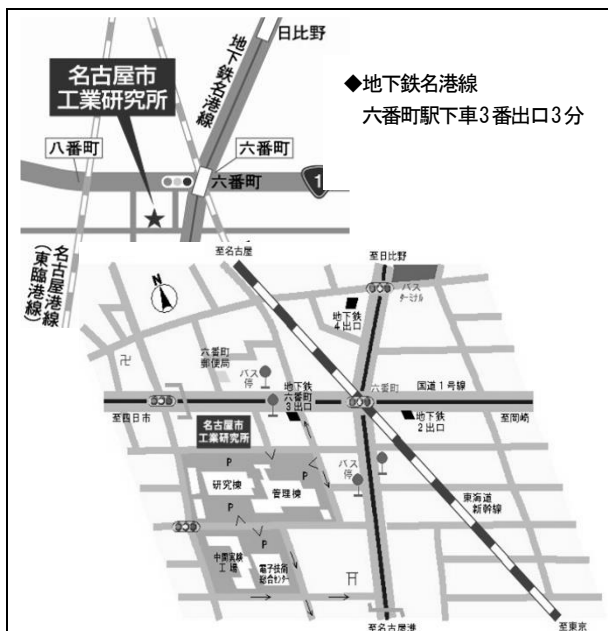 日比野
地下鉄名港線
名古屋市
工業研究所
◆地下鉄名港線
六番町駅下車3番出口3分
八番町
六番町
六番町
1
名古屋港線
(東臨港線)
至名古屋
至日比野
N
バス
ターミナル
地下鉄
4出口
卍
六番町
郵便局
バス
停
地下鉄
六番町
3出口
六番町
国道1号線
至四日市
地下鉄
2出口
至岡崎
名古屋市
工業研究所
P
P
研究棟
管理棟
バス
停
東海道
新幹線
P
P
中間実験
工場
電子技術
総合センター
至名古屋港
至東京